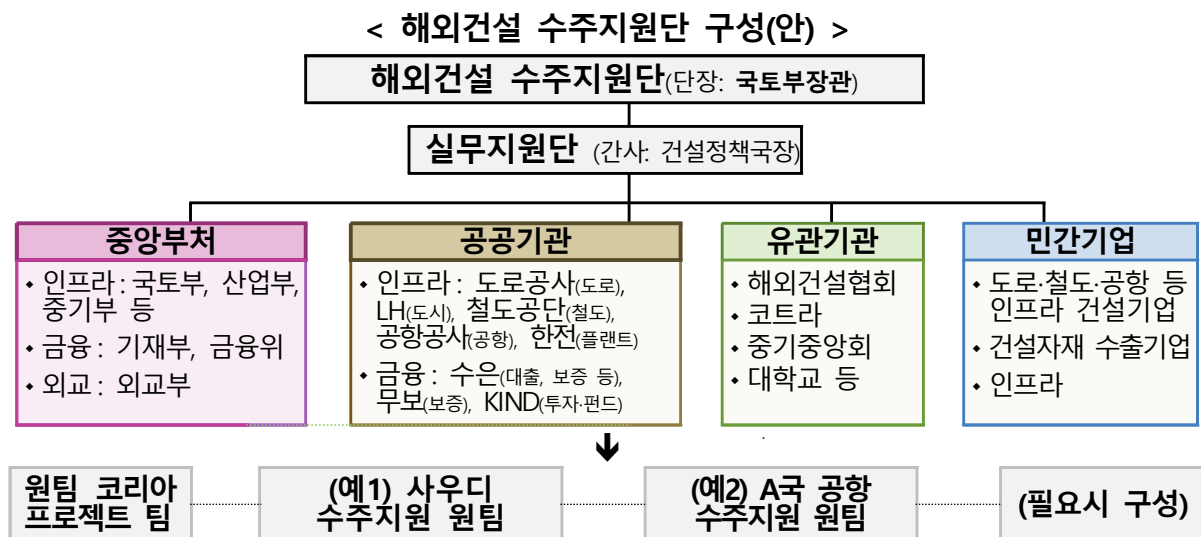 < 해외건설 수주지원단 구성(안) >
해외건설 수주지원단(단장: 국토부장관)
실무지원단 (간사: 건설정책국장)
중앙부처
• 인프라 : 국토부, 산업부,
중기부 등
• 금융 : 기재부, 금융위
• 외교 : 외교부
공공기관
• 인프라 : 도로공사(도로),
LH(도시), 철도공단(철도),
공항공사(공항), 한전(플랜트)
• 금융 : 수은(대출, 보증 등),
무보(보증), KIND(투자·펀드)
유관기관
• 해외건설협회
• 코트라
• 중기중앙회
• 대학교 등
민간기업
• 도로·철도·공항 등
인프라 건설기업
• 건설자재 수출기업
• 인프라
원팀 코리아
프로젝트 팀
(예1) 사우디
수주지원 원팀
(예2) A국 공항
수주지원 원팀
(필요시 구성)